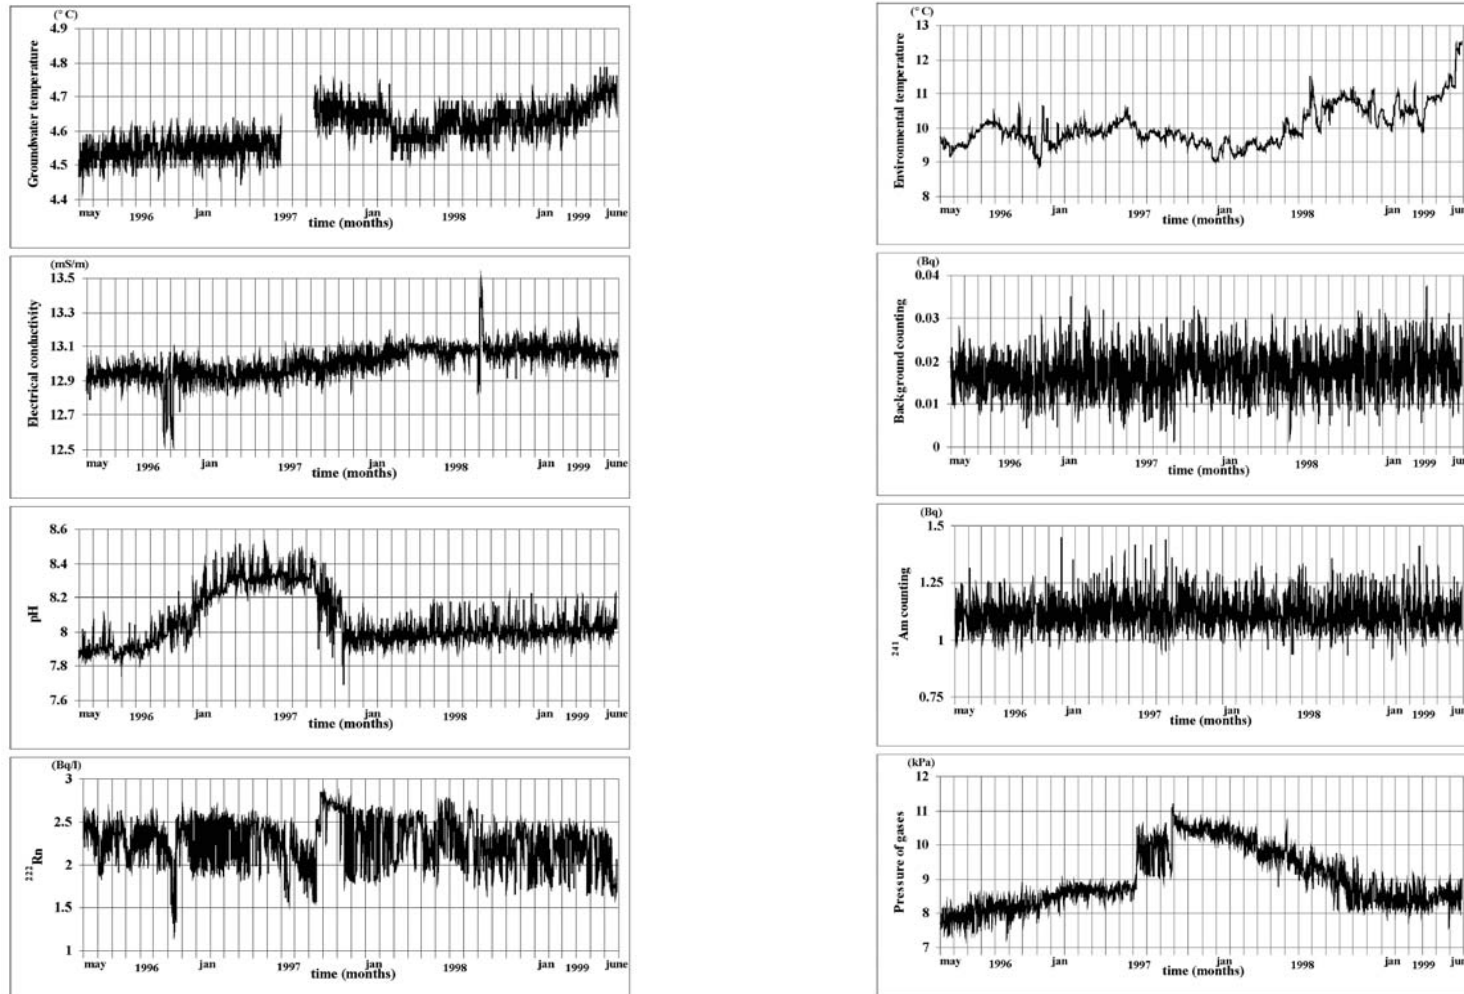 (°C)
4.9
4.8
4.7
4.6
4.5
4.4
Groundwater temperature
may 1996 jan 1997 jan 1998 jan 1999 june
time (months)
(mS/m)
13.5
13.3
13.1
12.9
12.7
12.5
Electrical conductivity
may 1996 jan 1997 jan 1998 jan 1999 june
time (months)
8.6
8.4
8.2
8
7.8
7.6
pH
may 1996 jan 1997 jan 1998 jan 1999 june
time (months)
(Bq/l)
3
2.5
2
1.5
1
²²²Rn
may 1996 jan 1997 jan 1998 jan 1999 june
time (months)
(°C)
13
12
11
10
9
8
Environmental temperature
may 1996 jan 1997 jan 1998 jan 1999 jun
time (months)
(Bq)
0.04
0.03
0.02
0.01
0
Background counting
may 1996 jan 1997 jan 1998 jan 1999 jun
time (months)
(Bq)
1.5
1.25
1
0.75
²⁴¹Am counting
may 1996 jan 1997 jan 1998 jan 1999 jun
time (months)
(kPa)
12
11
10
9
8
7
Pressure of gases
may 1996 jan 1997 jan 1998 jan 1999 jun
time (months)